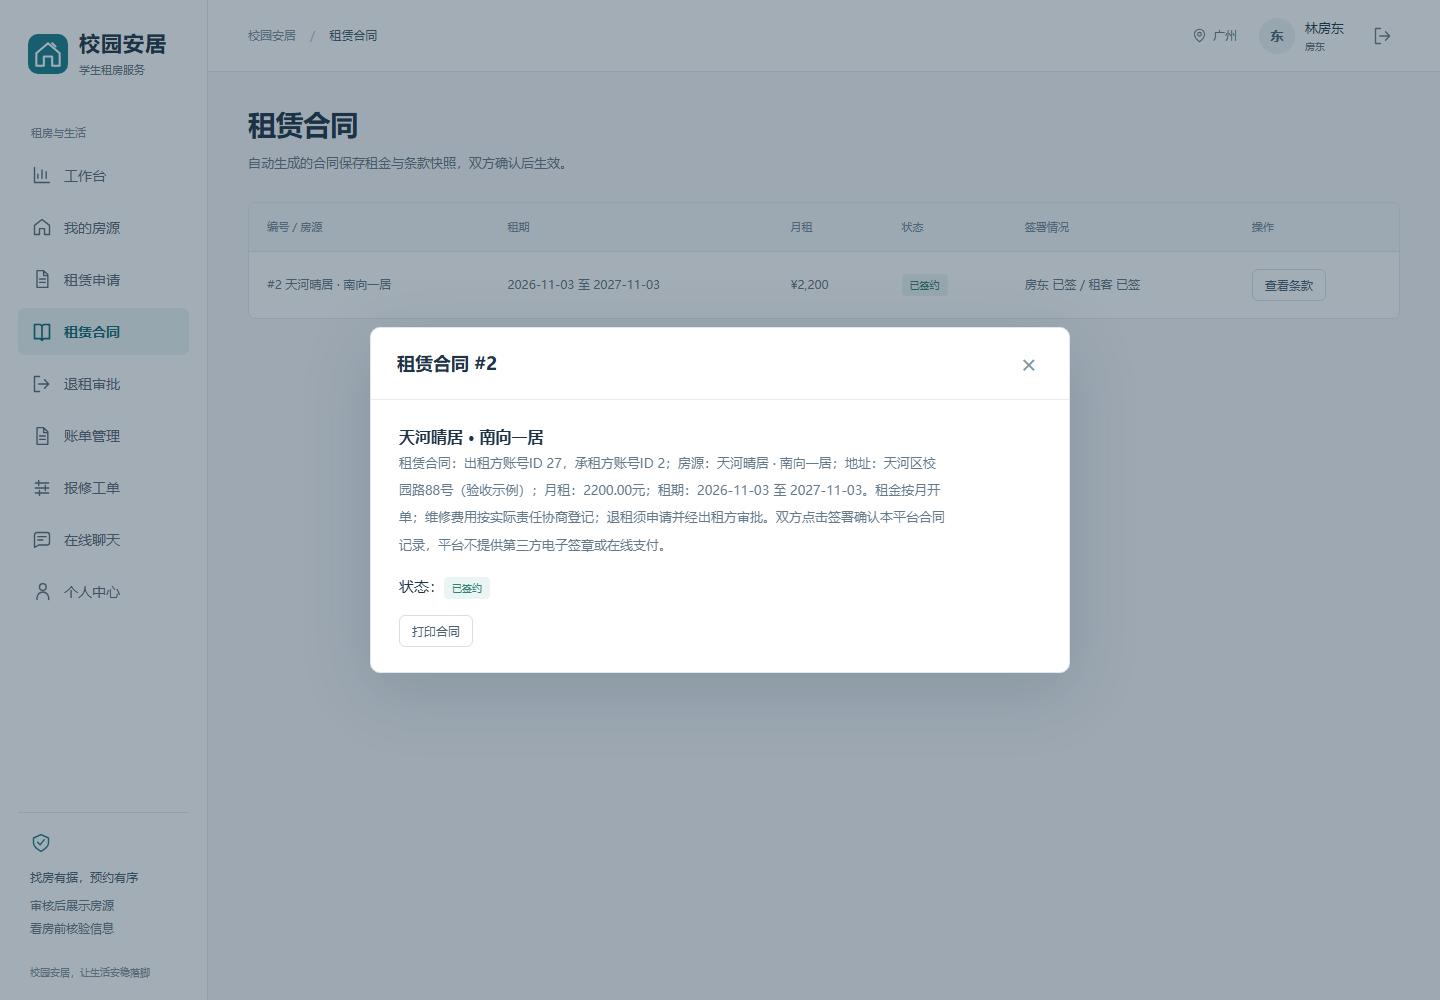 校园安居
学生租房服务
租房与生活
工作台
我的房源
租赁申请
租赁合同
退租审批
账单管理
报修工单
在线聊天
个人中心
找房有据，预约有序
审核后展示房源
看房前核验信息
校园安居，让生活安稳落脚
校园安居 / 租赁合同
广州
东
林房东
房东
租赁合同
自动生成的合同保存租金与条款快照，双方确认后生效。
编号 / 房源 租期 月租 状态 签署情况 操作
#2 天河晴居 · 南向一居 2026-11-03 至 2027-11-03 ¥2,200 已签约 房东 已签 / 租客 已签 查看条款
租赁合同 #2
天河晴居 • 南向一居
租赁合同：出租方账号ID 27，承租方账号ID 2；房源：天河晴居 · 南向一居；地址：天河区校
园路88号（验收示例）；月租：2200.00元；租期：2026-11-03 至 2027-11-03。租金按月开
单；维修费用按实际责任协商登记；退租须申请并经出租方审批。双方点击签署确认本平台合同
记录，平台不提供第三方电子签章或在线支付。
状态： 已签约
打印合同